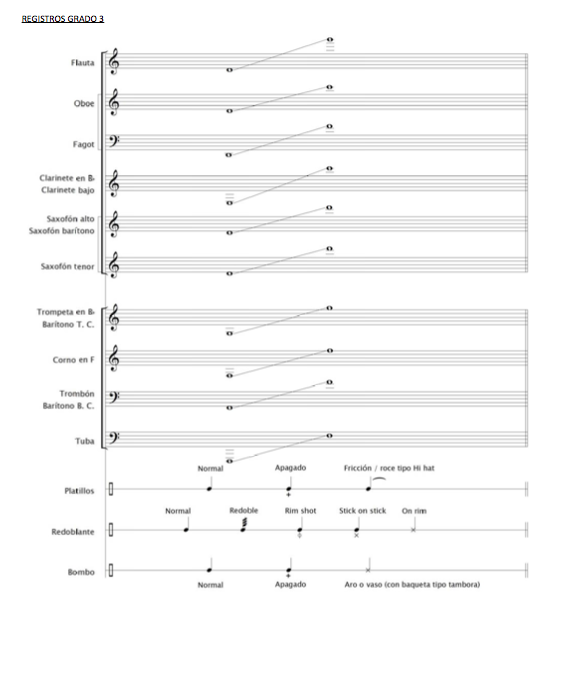 REGISTROS GRADO 3
Flauta
Oboe
Fagot
Clarinete en B♭
Clarinete bajo
Saxofón alto
Saxofón barítono
Saxofón tenor
Trompeta en B♭
Barítono T. C.
Corno en F
Trombón
Barítono B. C.
Tuba
Normal Apagado Fricción / roce tipo Hi hat
Platillos
Normal Redoble Rim shot Stick on stick On rim
Redoblante
Bombo
Normal Apagado Aro o vaso (con baqueta tipo tambora)